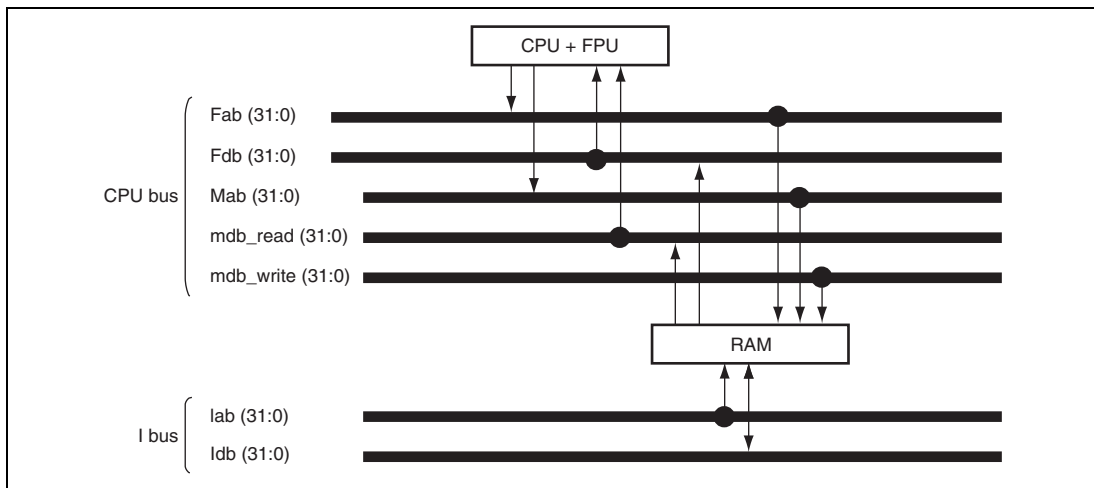 CPU + FPU
Fab (31:0)
Fdb (31:0)
CPU bus
Mab (31:0)
mdb_read (31:0)
mdb_write (31:0)
RAM
Iab (31:0)
I bus
Idb (31:0)